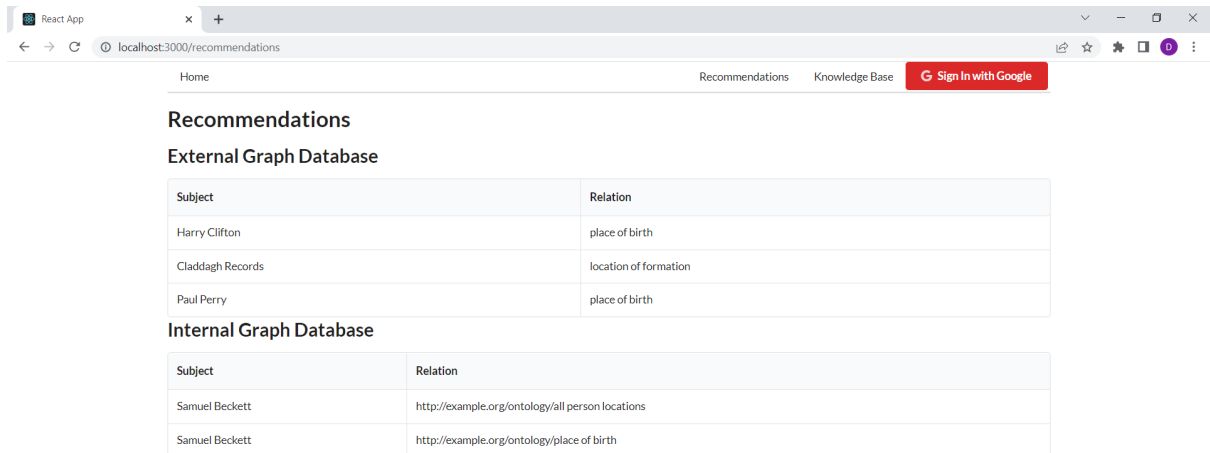 React App
localhost:3000/recommendations
D
Home Recommendations Knowledge Base Sign In with Google
Recommendations
External Graph Database
Subject Relation
Harry Clifton place of birth
Claddagh Records location of formation
Paul Perry place of birth
Internal Graph Database
Subject Relation
Samuel Beckett http://example.org/ontology/all person locations
Samuel Beckett http://example.org/ontology/place of birth